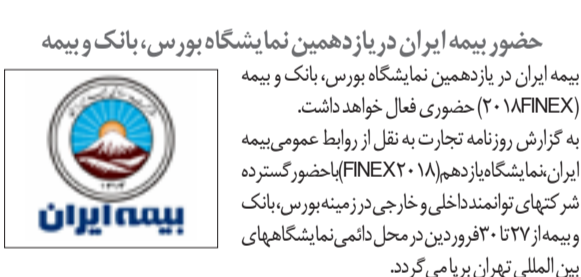 حضور بیمه ایران در یازدهمین نمایشگاه بورس، بانک و بیمه
بیمه ایران در یازدهمین نمایشگاه بورس، بانک و بیمه
(۲۰۱۸FINEX) حضوری فعال خواهد داشت.
به گزارش روزنامه تجارت به نقل از روابط عمومی بیمه
ایران،نمایشگاه یازدهم(FINEX۲۰۱۸)باحضور گسترده
شرکتهای توانمند داخلی و خارجی در زمینه بورس، بانک
و بیمه از ۲۷ تا ۳۰ فروردین در محل دائمی نمایشگاههای
بین المللی تهران برپا می گردد.
۱۳۱۴
بیمه ایران